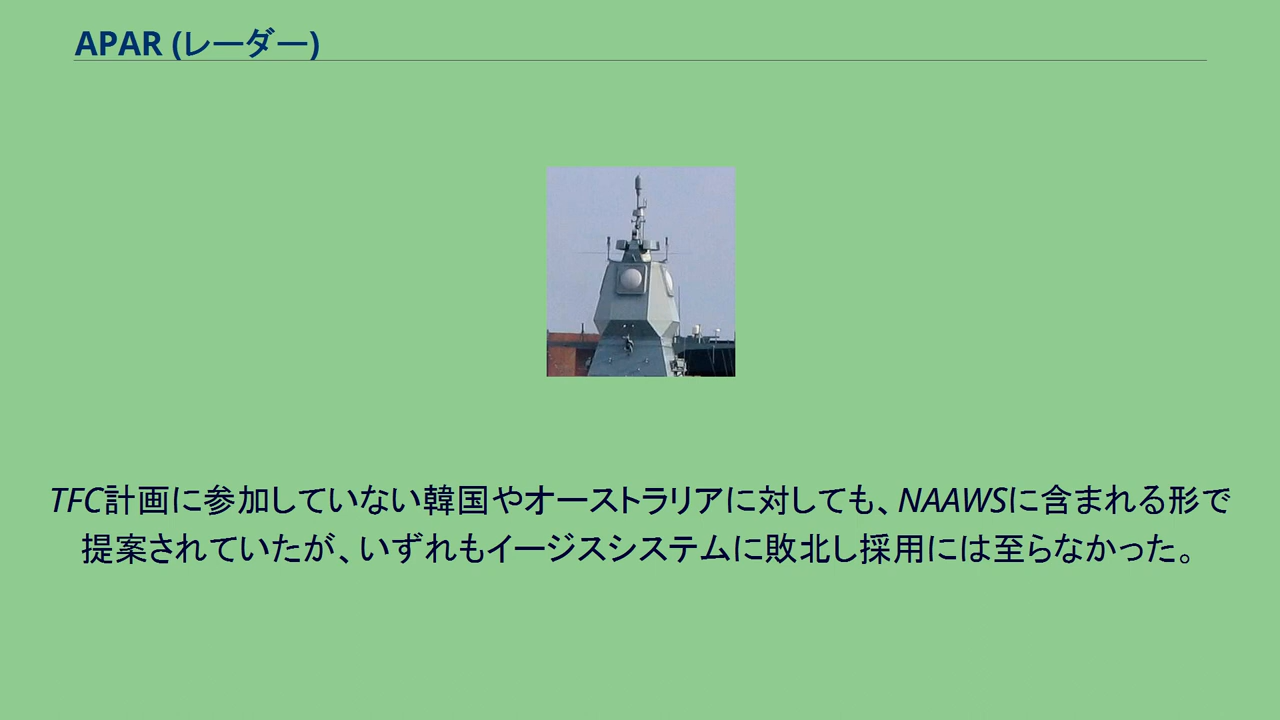 APAR (レーダー)
TFC計画に参加していない韓国やオーストラリアに対しても、NAAWSに含まれる形で
提案されていたが、いずれもイージスシステムに敗北し採用には至らなかった。